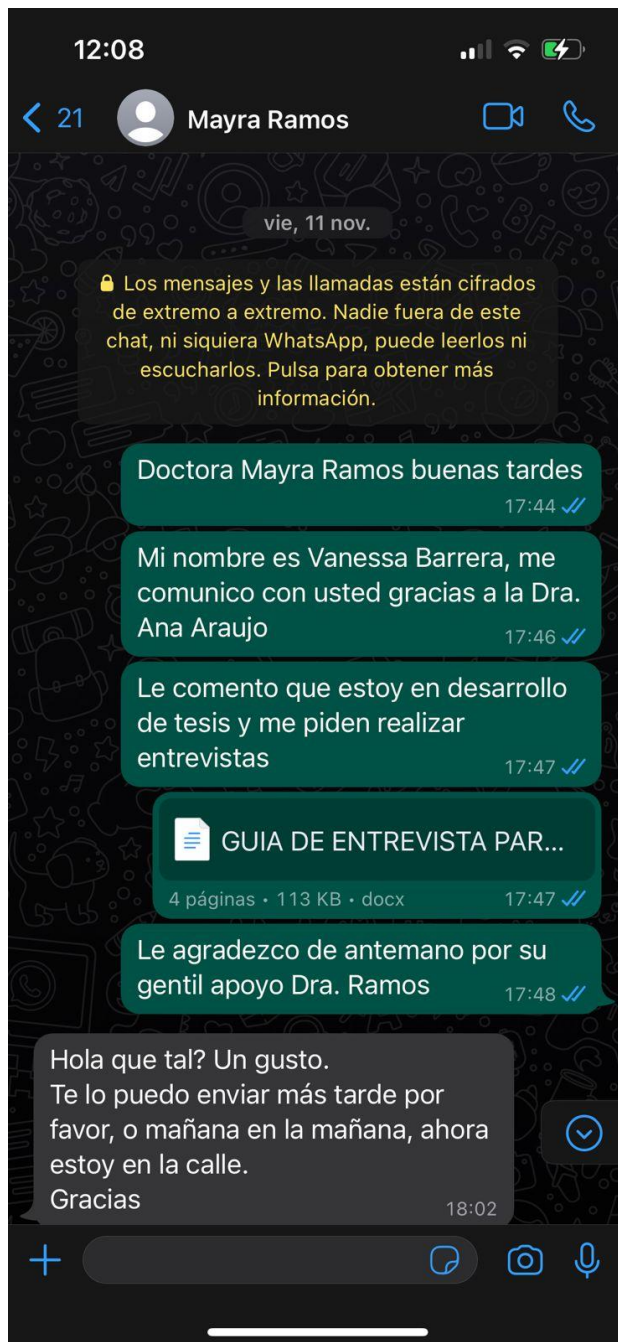 12:08
21
Mayra Ramos
vie, 11 nov.
Los mensajes y las llamadas están cifrados
de extremo a extremo. Nadie fuera de este
chat, ni siquiera WhatsApp, puede leerlos ni
escucharlos. Pulsa para obtener más
información.
Doctora Mayra Ramos buenas tardes
17:44
Mi nombre es Vanessa Barrera, me
comunico con usted gracias a la Dra.
Ana Araujo
17:46
Le comento que estoy en desarrollo
de tesis y me piden realizar
entrevistas
17:47
GUIA DE ENTREVISTA PAR...
4 páginas • 113 KB • docx
17:47
Le agradezco de antemano por su
gentil apoyo Dra. Ramos
17:48
Hola que tal? Un gusto.
Te lo puedo enviar más tarde por
favor, o mañana en la mañana, ahora
estoy en la calle.
Gracias
18:02